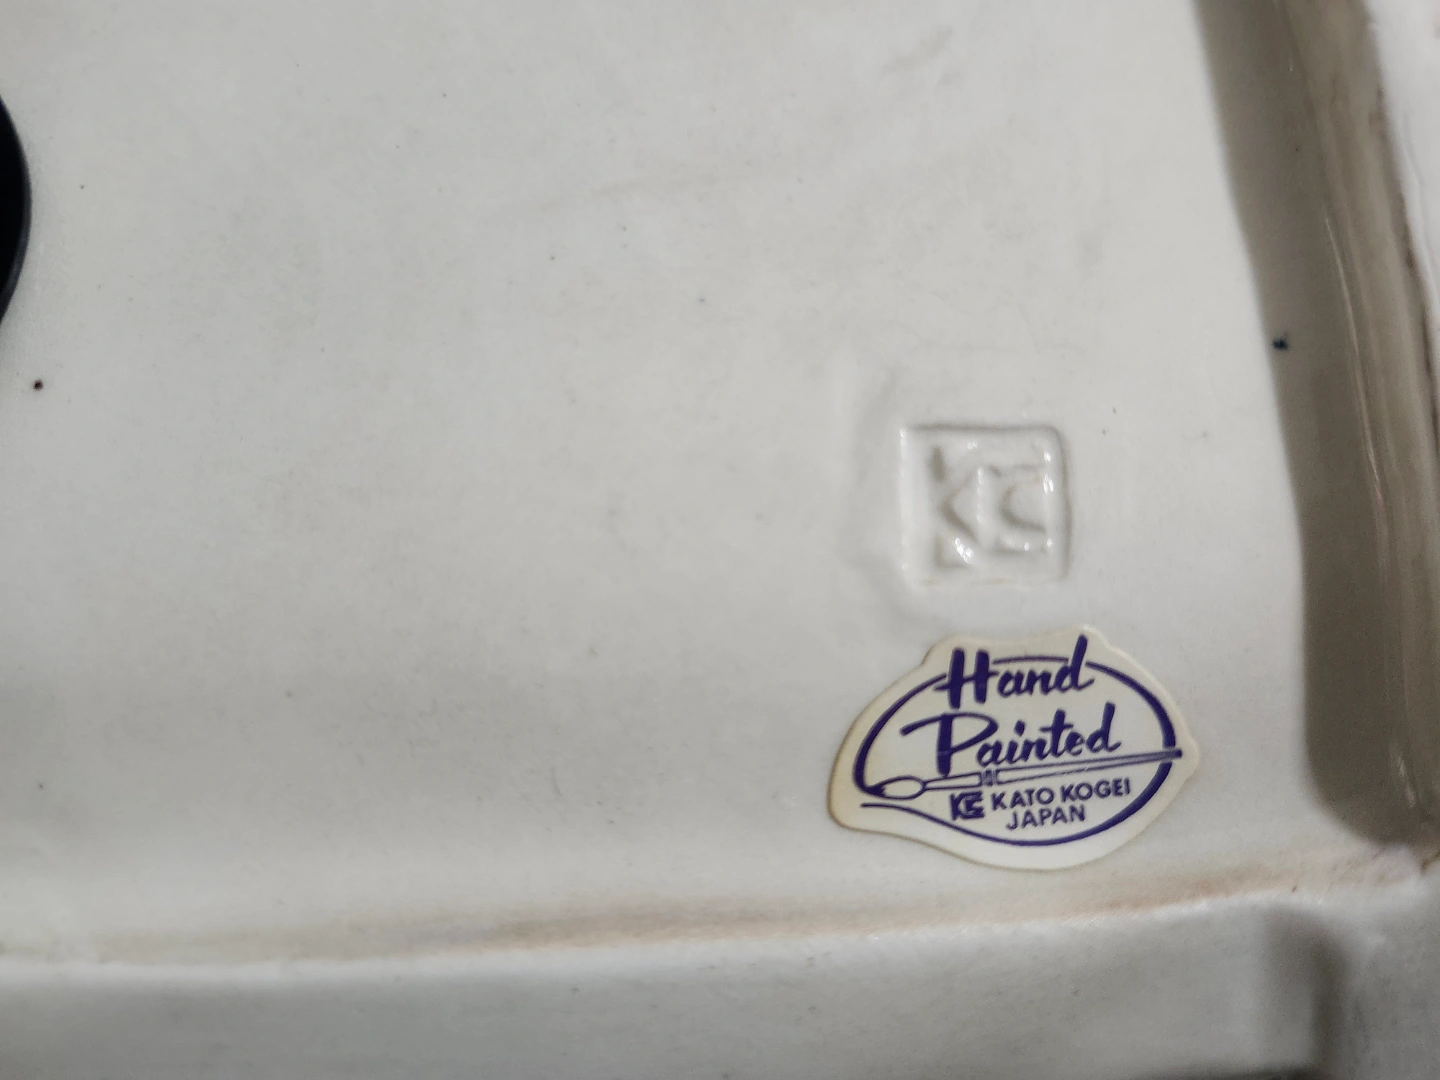 KC
Hand
Painted
KC KATO KOGEI
JAPAN